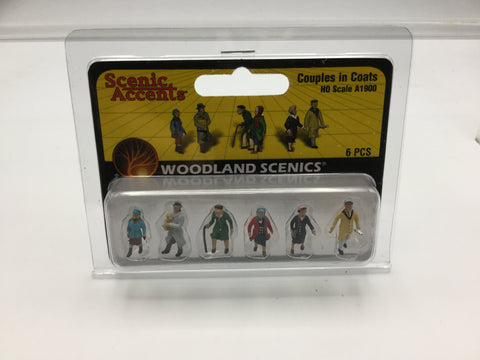 Scenic
Accents®
Couples in Coats
HO Scale A1900
6 PCS
WOODLAND SCENICS®